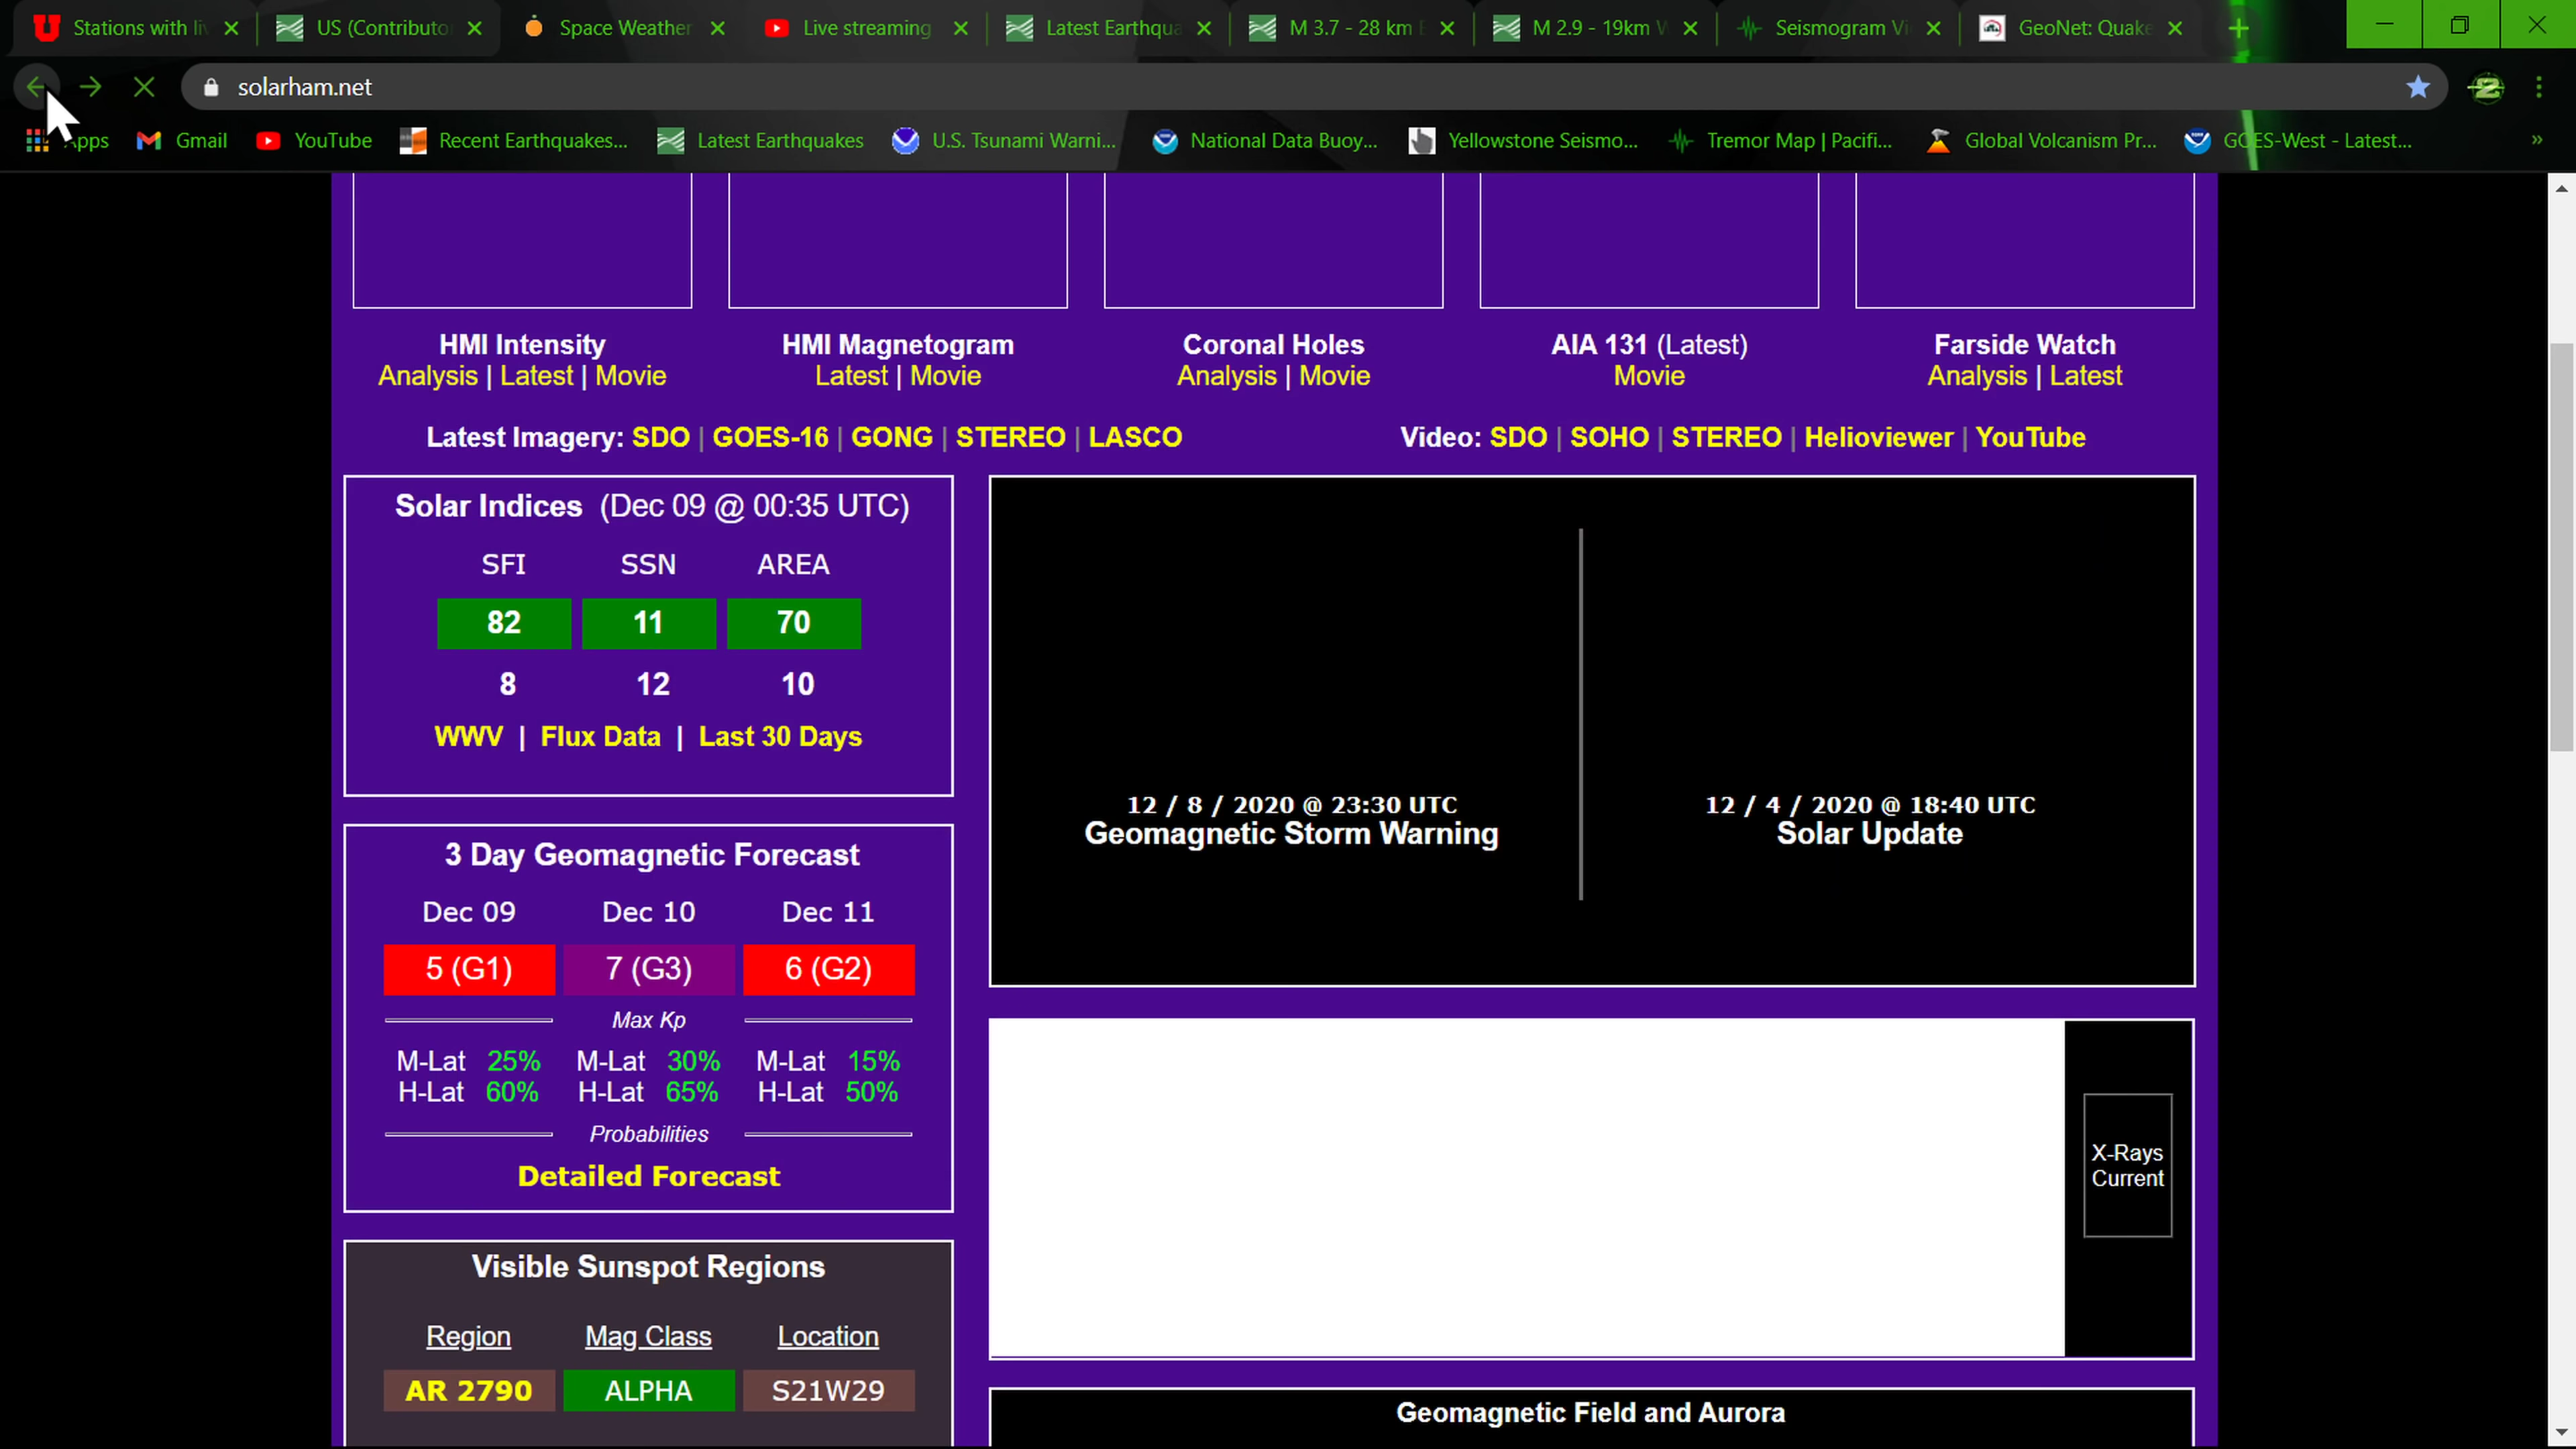 Stations with li
US (Contributo
Space Weather
Live streaming
Latest Earthqua
M 3.7 - 28 km E
M 2.9 - 19km W
Seismogram Vi
GeoNet: Quake
solarham.net
Apps
Gmail
YouTube
Recent Earthquakes...
Latest Earthquakes
U.S. Tsunami Warni...
National Data Buoy...
Yellowstone Seismo...
Tremor Map | Pacifi...
Global Volcanism Pr...
GOES-West - Latest...
»
HMI Intensity
Analysis | Latest | Movie
HMI Magnetogram
Latest | Movie
Coronal Holes
Analysis | Movie
AIA 131 (Latest)
Movie
Farside Watch
Analysis | Latest
Latest Imagery: SDO | GOES-16 | GONG | STEREO | LASCO
Video: SDO | SOHO | STEREO | Helioviewer | YouTube
Solar Indices (Dec 09 @ 00:35 UTC)
SFI SSN AREA
82 11 70
8 12 10
WWV | Flux Data | Last 30 Days
12 / 8 / 2020 @ 23:30 UTC
Geomagnetic Storm Warning
12 / 4 / 2020 @ 18:40 UTC
Solar Update
3 Day Geomagnetic Forecast
Dec 09 Dec 10 Dec 11
5 (G1) 7 (G3) 6 (G2)
Max Kp
M-Lat 25% M-Lat 30% M-Lat 15%
H-Lat 60% H-Lat 65% H-Lat 50%
Probabilities
Detailed Forecast
X-Rays
Current
Visible Sunspot Regions
Region Mag Class Location
AR 2790 ALPHA S21W29
Geomagnetic Field and Aurora